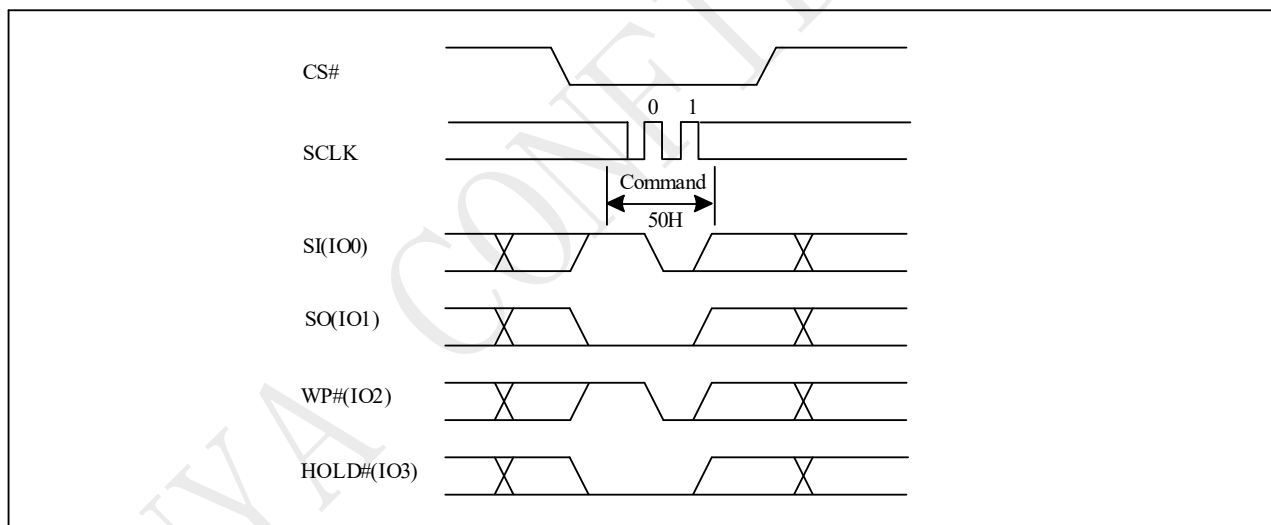 CS#
0 1
SCLK
Command
50H
SI(IO0)
SO(IO1)
WP#(IO2)
HOLD#(IO3)